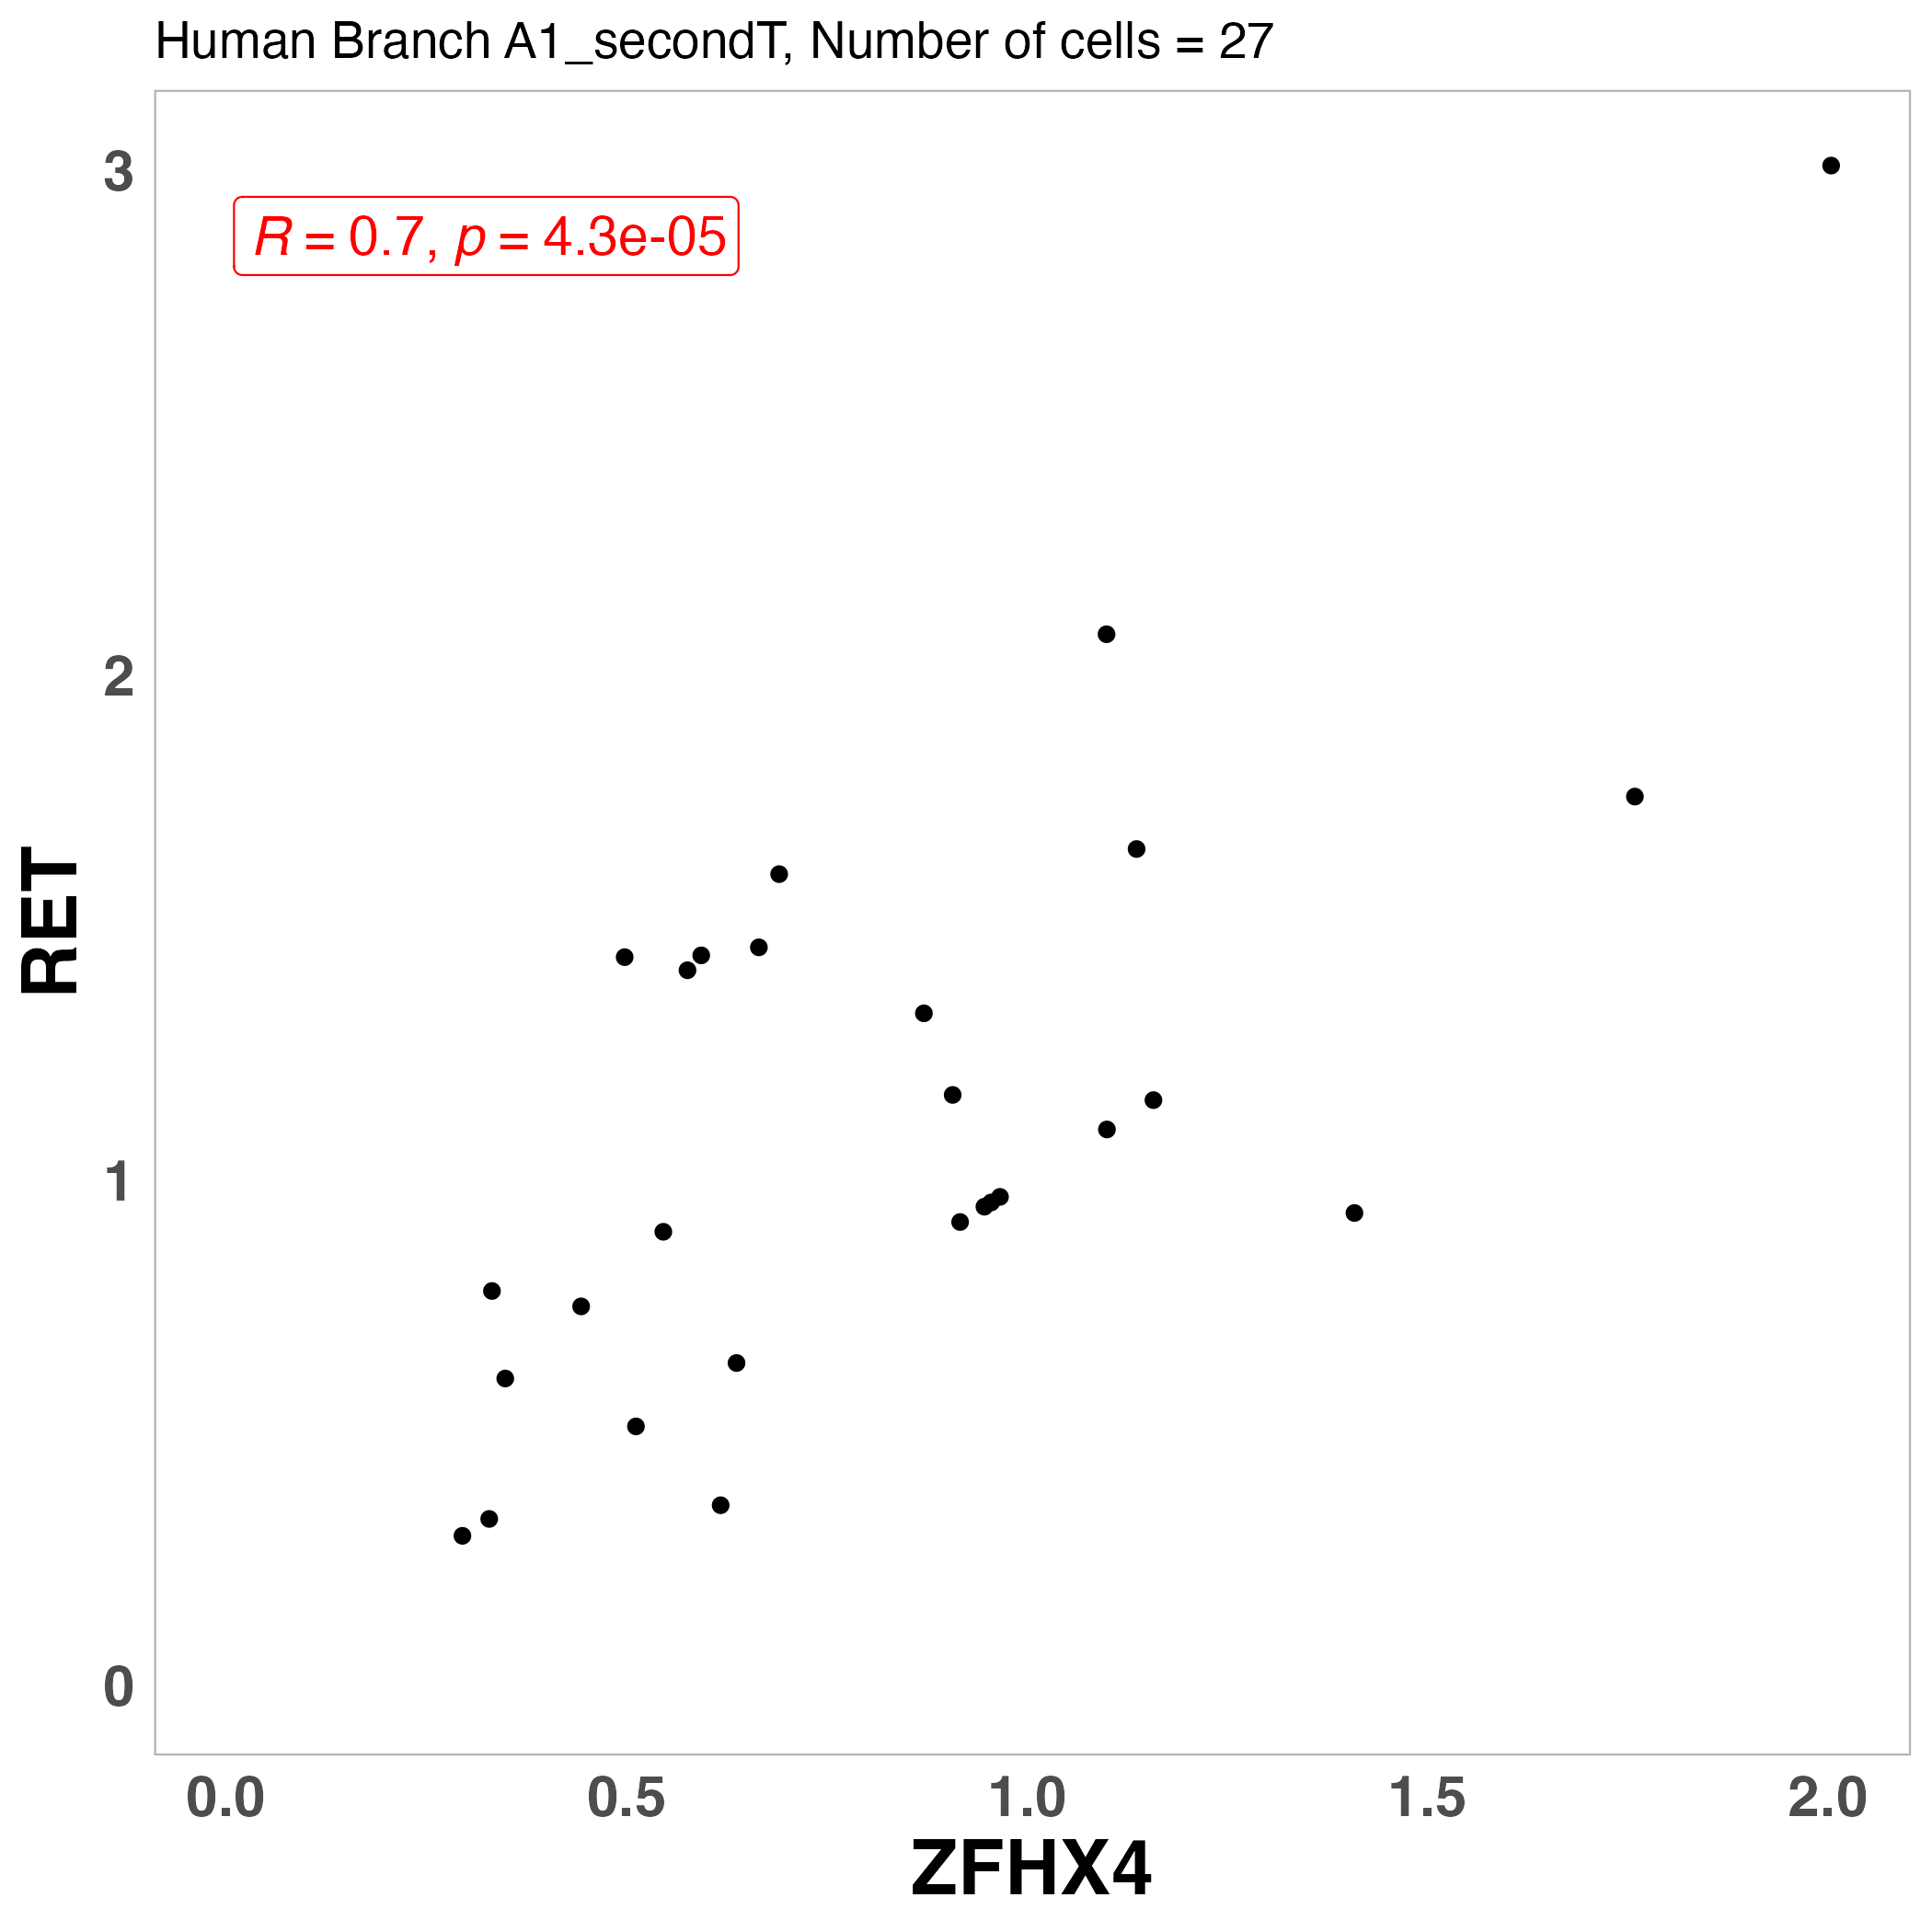 Human Branch A1_secondT, Number of cells = 27
R = 0.7, p = 4.3e-05
3
2
1
0
RET
0.0 0.5 1.0 1.5 2.0
ZFHX4